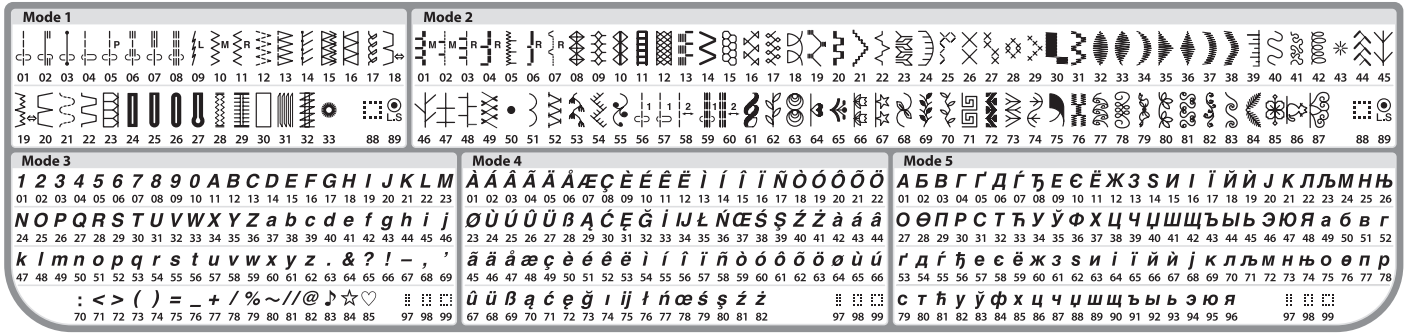 Mode 1
P L M R
01 02 03 04 05 06 07 08 09 10 11 12 13 14 15 16 17 18
L.S
19 20 21 22 23 24 25 26 27 28 29 30 31 32 33 88 89
Mode 2
M R R R
01 02 03 04 05 06 07 08 09 10 11 12 13 14 15 16 17 18 19 20 21 22 23 24 25 26 27 28 29 30 31 32 33 34 35 36 37 38 39 40 41 42 43 44 45
1 1 2 1 2 L.S
46 47 48 49 50 51 52 53 54 55 56 57 58 59 60 61 62 63 64 65 66 67 68 69 70 71 72 73 74 75 76 77 78 79 80 81 82 83 84 85 86 87 88 89
Mode 3
1 2 3 4 5 6 7 8 9 0 A B C D E F G H I J K L M
01 02 03 04 05 06 07 08 09 10 11 12 13 14 15 16 17 18 19 20 21 22 23
N O P Q R S T U V W X Y Z a b c d e f g h i j
24 25 26 27 28 29 30 31 32 33 34 35 36 37 38 39 40 41 42 43 44 45 46
k l m n o p q r s t u v w x y z . & ? ! – , ’
47 48 49 50 51 52 53 54 55 56 57 58 59 60 61 62 63 64 65 66 67 68 69
: < > ( ) = _ + / % ~ // @ ♪ ☆ ♡
70 71 72 73 74 75 76 77 78 79 80 81 82 83 84 85 97 98 99
Mode 4
À Á Â Ã Ä Å Æ Ç È É Ê Ë Ì Í Î Ï Ñ Ò Ó Ô Õ Ö
01 02 03 04 05 06 07 08 09 10 11 12 13 14 15 16 17 18 19 20 21 22
Ø Ù Ú Û Ü ß Ą Ć Ę Ğ İ IJ Ł Ń Œ Ś Ş Ź Ż à á â
23 24 25 26 27 28 29 30 31 32 33 34 35 36 37 38 39 40 41 42 43 44
ã ä å æ ç è é ê ë ì í î ï ñ ò ó ô õ ö ø ù ú
45 46 47 48 49 50 51 52 53 54 55 56 57 58 59 60 61 62 63 64 65 66
û ü ß ą ć ę ğ ı ij ł ń œ ś ş ź ż
67 68 69 70 71 72 73 74 75 76 77 78 79 80 81 82 97 98 99
Mode 5
А Б В Г Ґ Д Ѓ Ђ Е Є Ё Ж З Ѕ И І Ї Й Ѝ Ј К Л Љ М Н Њ
01 02 03 04 05 06 07 08 09 10 11 12 13 14 15 16 17 18 19 20 21 22 23 24 25 26
О Ө П Р С Т Ћ У Ў Ф Х Ц Ч Џ Ш Щ Ъ Ы Ь Э Ю Я а б в г
27 28 29 30 31 32 33 34 35 36 37 38 39 40 41 42 43 44 45 46 47 48 49 50 51 52
ґ д ѓ ђ е є ё ж з ѕ и і ї й ѝ ј к л љ м н њ о ө п р
53 54 55 56 57 58 59 60 61 62 63 64 65 66 67 68 69 70 71 72 73 74 75 76 77 78
с т ћ у ў ф х ц ч џ ш щ ъ ы ь э ю я
79 80 81 82 83 84 85 86 87 88 89 90 91 92 93 94 95 96 97 98 99